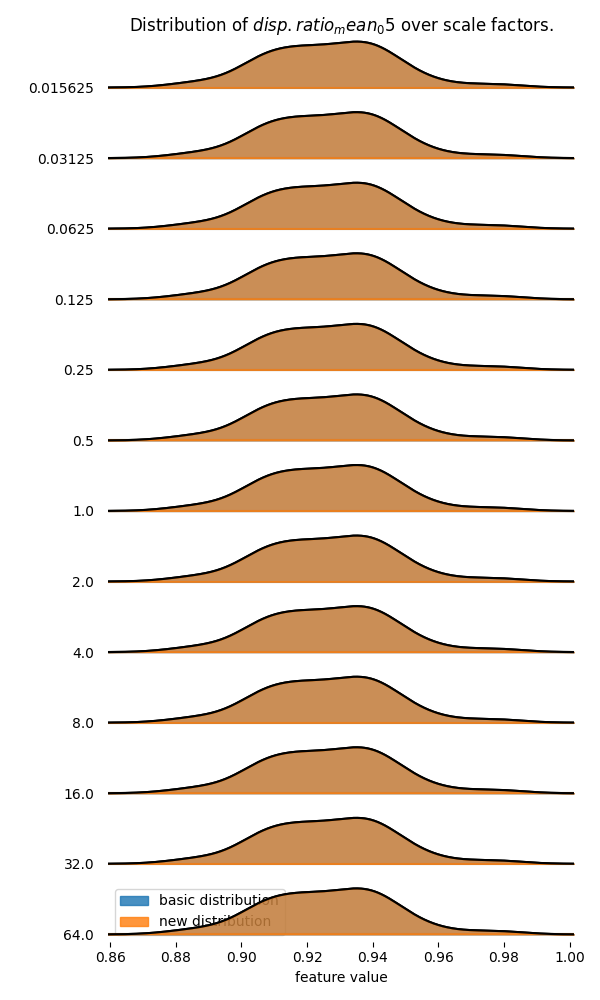 Distribution of disp.ratio_mean_05 over scale factors.
0.015625
0.03125
0.0625
0.125
0.25
0.5
1.0
2.0
4.0
8.0
16.0
32.0
64.0
basic distribution
new distribution
0.86 0.88 0.90 0.92 0.94 0.96 0.98 1.00
feature value